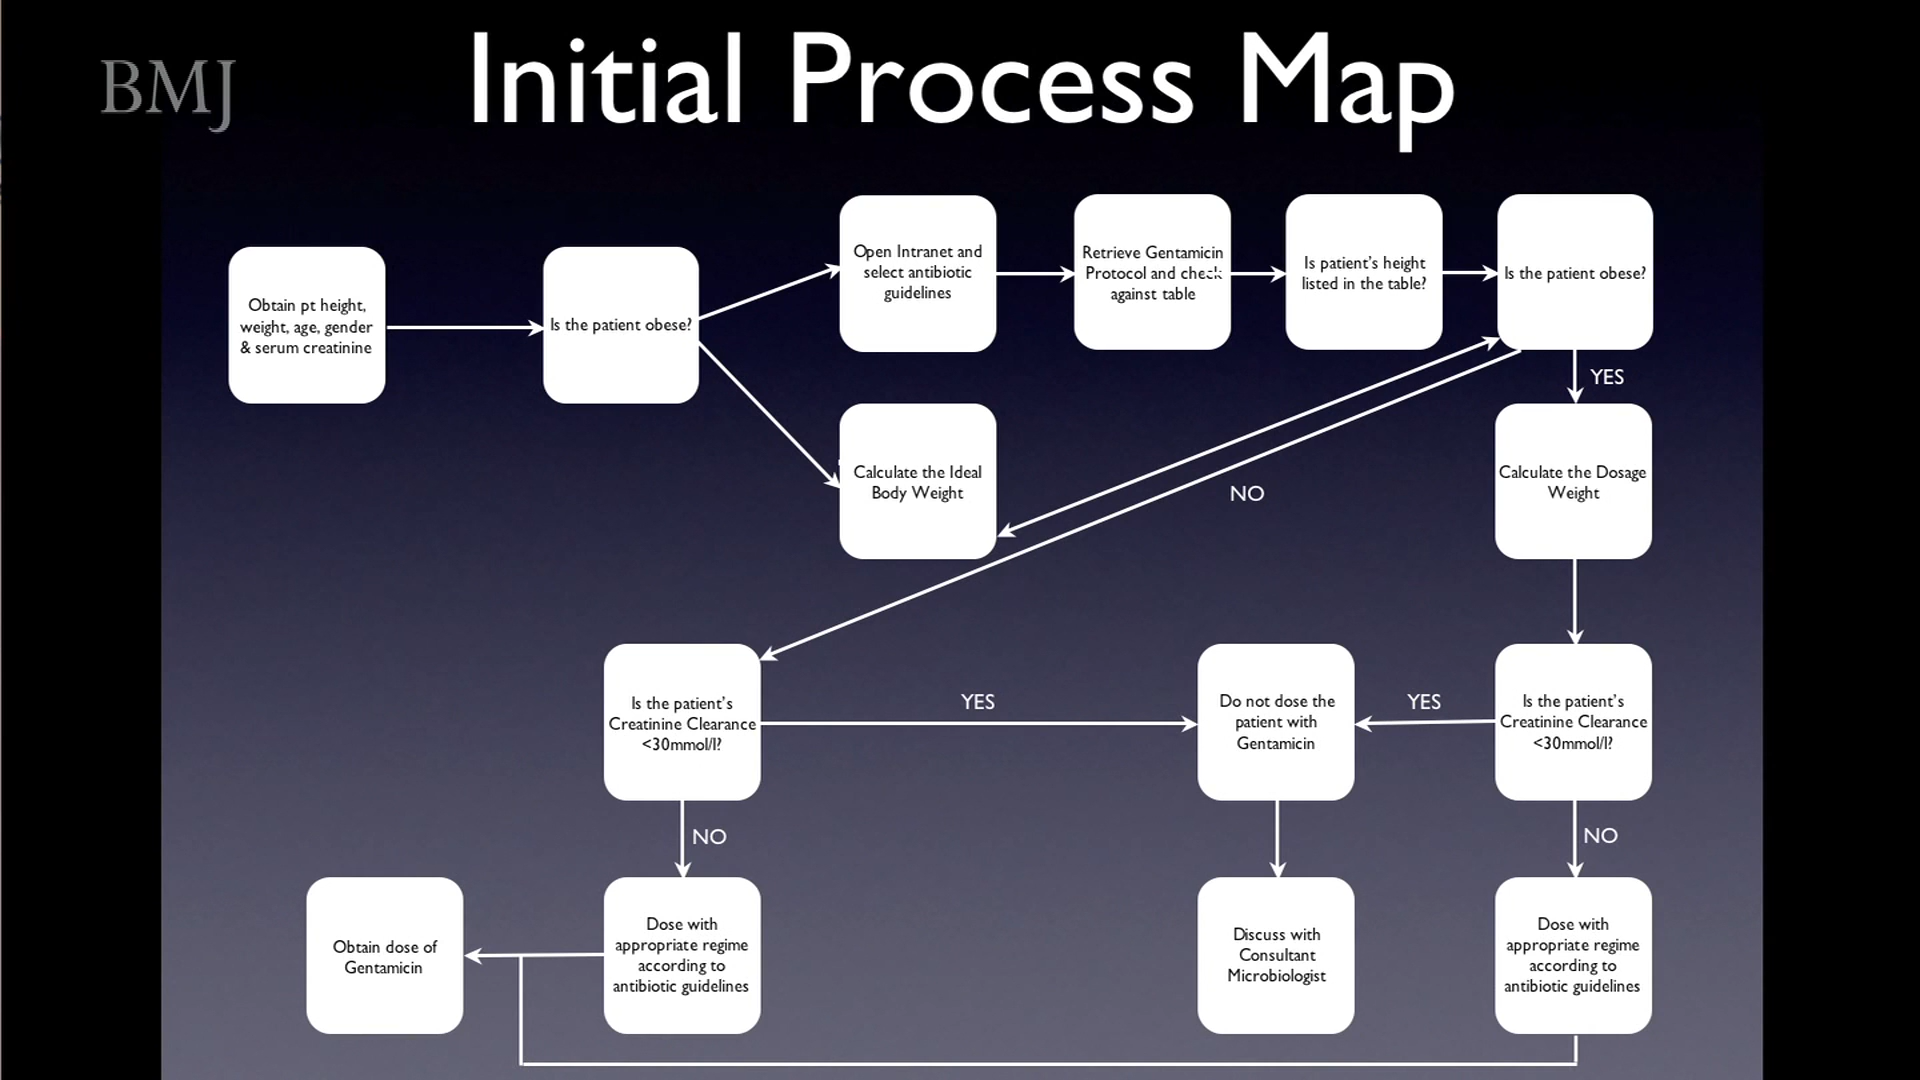 BMJ
Initial Process Map
Obtain pt height,
weight, age, gender
& serum creatinine
Is the patient obese?
Open Intranet and
select antibiotic
guidelines
Retrieve Gentamicin
Protocol and check
against table
Is patient's height
listed in the table?
Is the patient obese?
YES
Calculate the Ideal
Body Weight
NO
Calculate the Dosage
Weight
Is the patient's
Creatinine Clearance
<30mmol/l?
YES
Do not dose the
patient with
Gentamicin
YES
Is the patient's
Creatinine Clearance
<30mmol/l?
NO
NO
Obtain dose of
Gentamicin
Dose with
appropriate regime
according to
antibiotic guidelines
Discuss with
Consultant
Microbiologist
Dose with
appropriate regime
according to
antibiotic guidelines